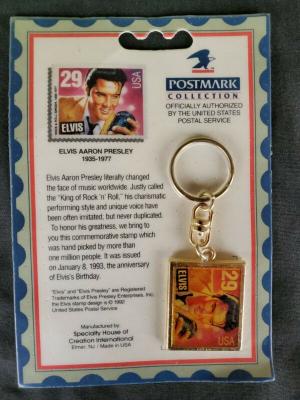 29
USA
ELVIS
POSTMARK
COLLECTION
OFFICIALLY AUTHORIZED
BY THE UNITED STATES
POSTAL SERVICE
ELVIS AARON PRESLEY
1935-1977
Elvis Aaron Presley literally changed
the face of music worldwide. Justly called
the "King of Rock 'n' Roll," his charismatic
performing style and unique voice have
been often imitated, but never duplicated.
To honor his greatness, we bring to
you this commemorative stamp which
was hand picked by more than
one million people. It was issued
on January 8, 1993, the anniversary
of Elvis's Birthday.
"Elvis" and "Elvis Presley" are Registered
Trademarks of Elvis Presley Enterprises, Inc.
the Elvis stamp design is © 1992
United States Postal Service
Manufactured by
Specialty House of
Creation International
Elmer, NJ / Made in USA
ELVIS
29
USA